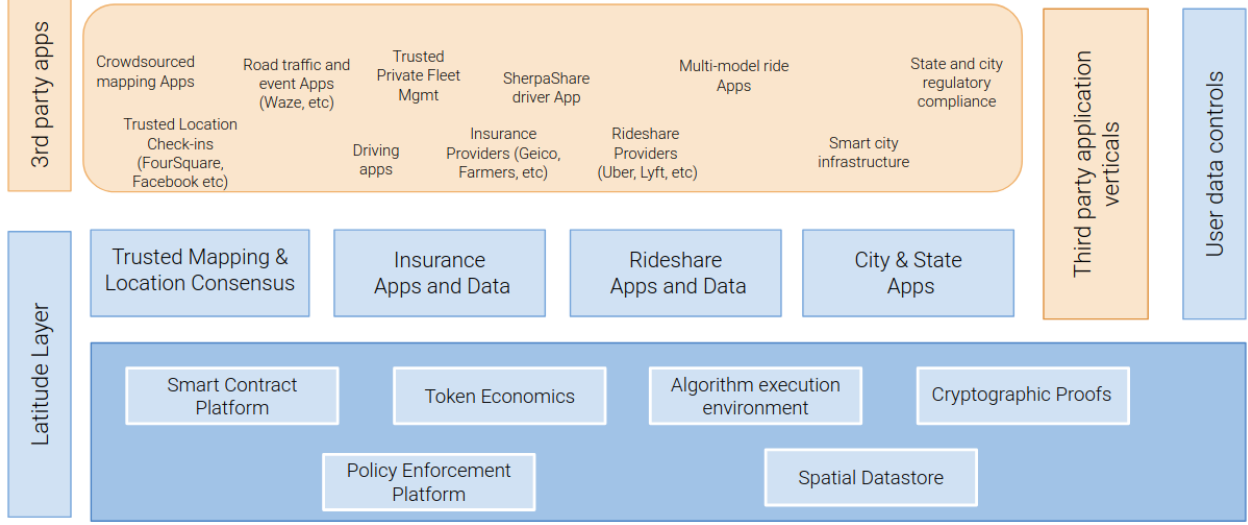 3rd party apps
Crowdsourced
mapping Apps
Road traffic and
event Apps
(Waze, etc)
Trusted
Private Fleet
Mgmt
SherpaShare
driver App
Multi-model ride
Apps
State and city
regulatory
compliance
Trusted Location
Check-ins
(FourSquare,
Facebook etc)
Driving
apps
Insurance
Providers (Geico,
Farmers, etc)
Rideshare
Providers
(Uber, Lyft, etc)
Smart city
infrastructure
Third party application
verticals
User data controls
Latitude Layer
Trusted Mapping &
Location Consensus
Insurance
Apps and Data
Rideshare
Apps and Data
City & State
Apps
Smart Contract
Platform
Token Economics
Algorithm execution
environment
Cryptographic Proofs
Policy Enforcement
Platform
Spatial Datastore